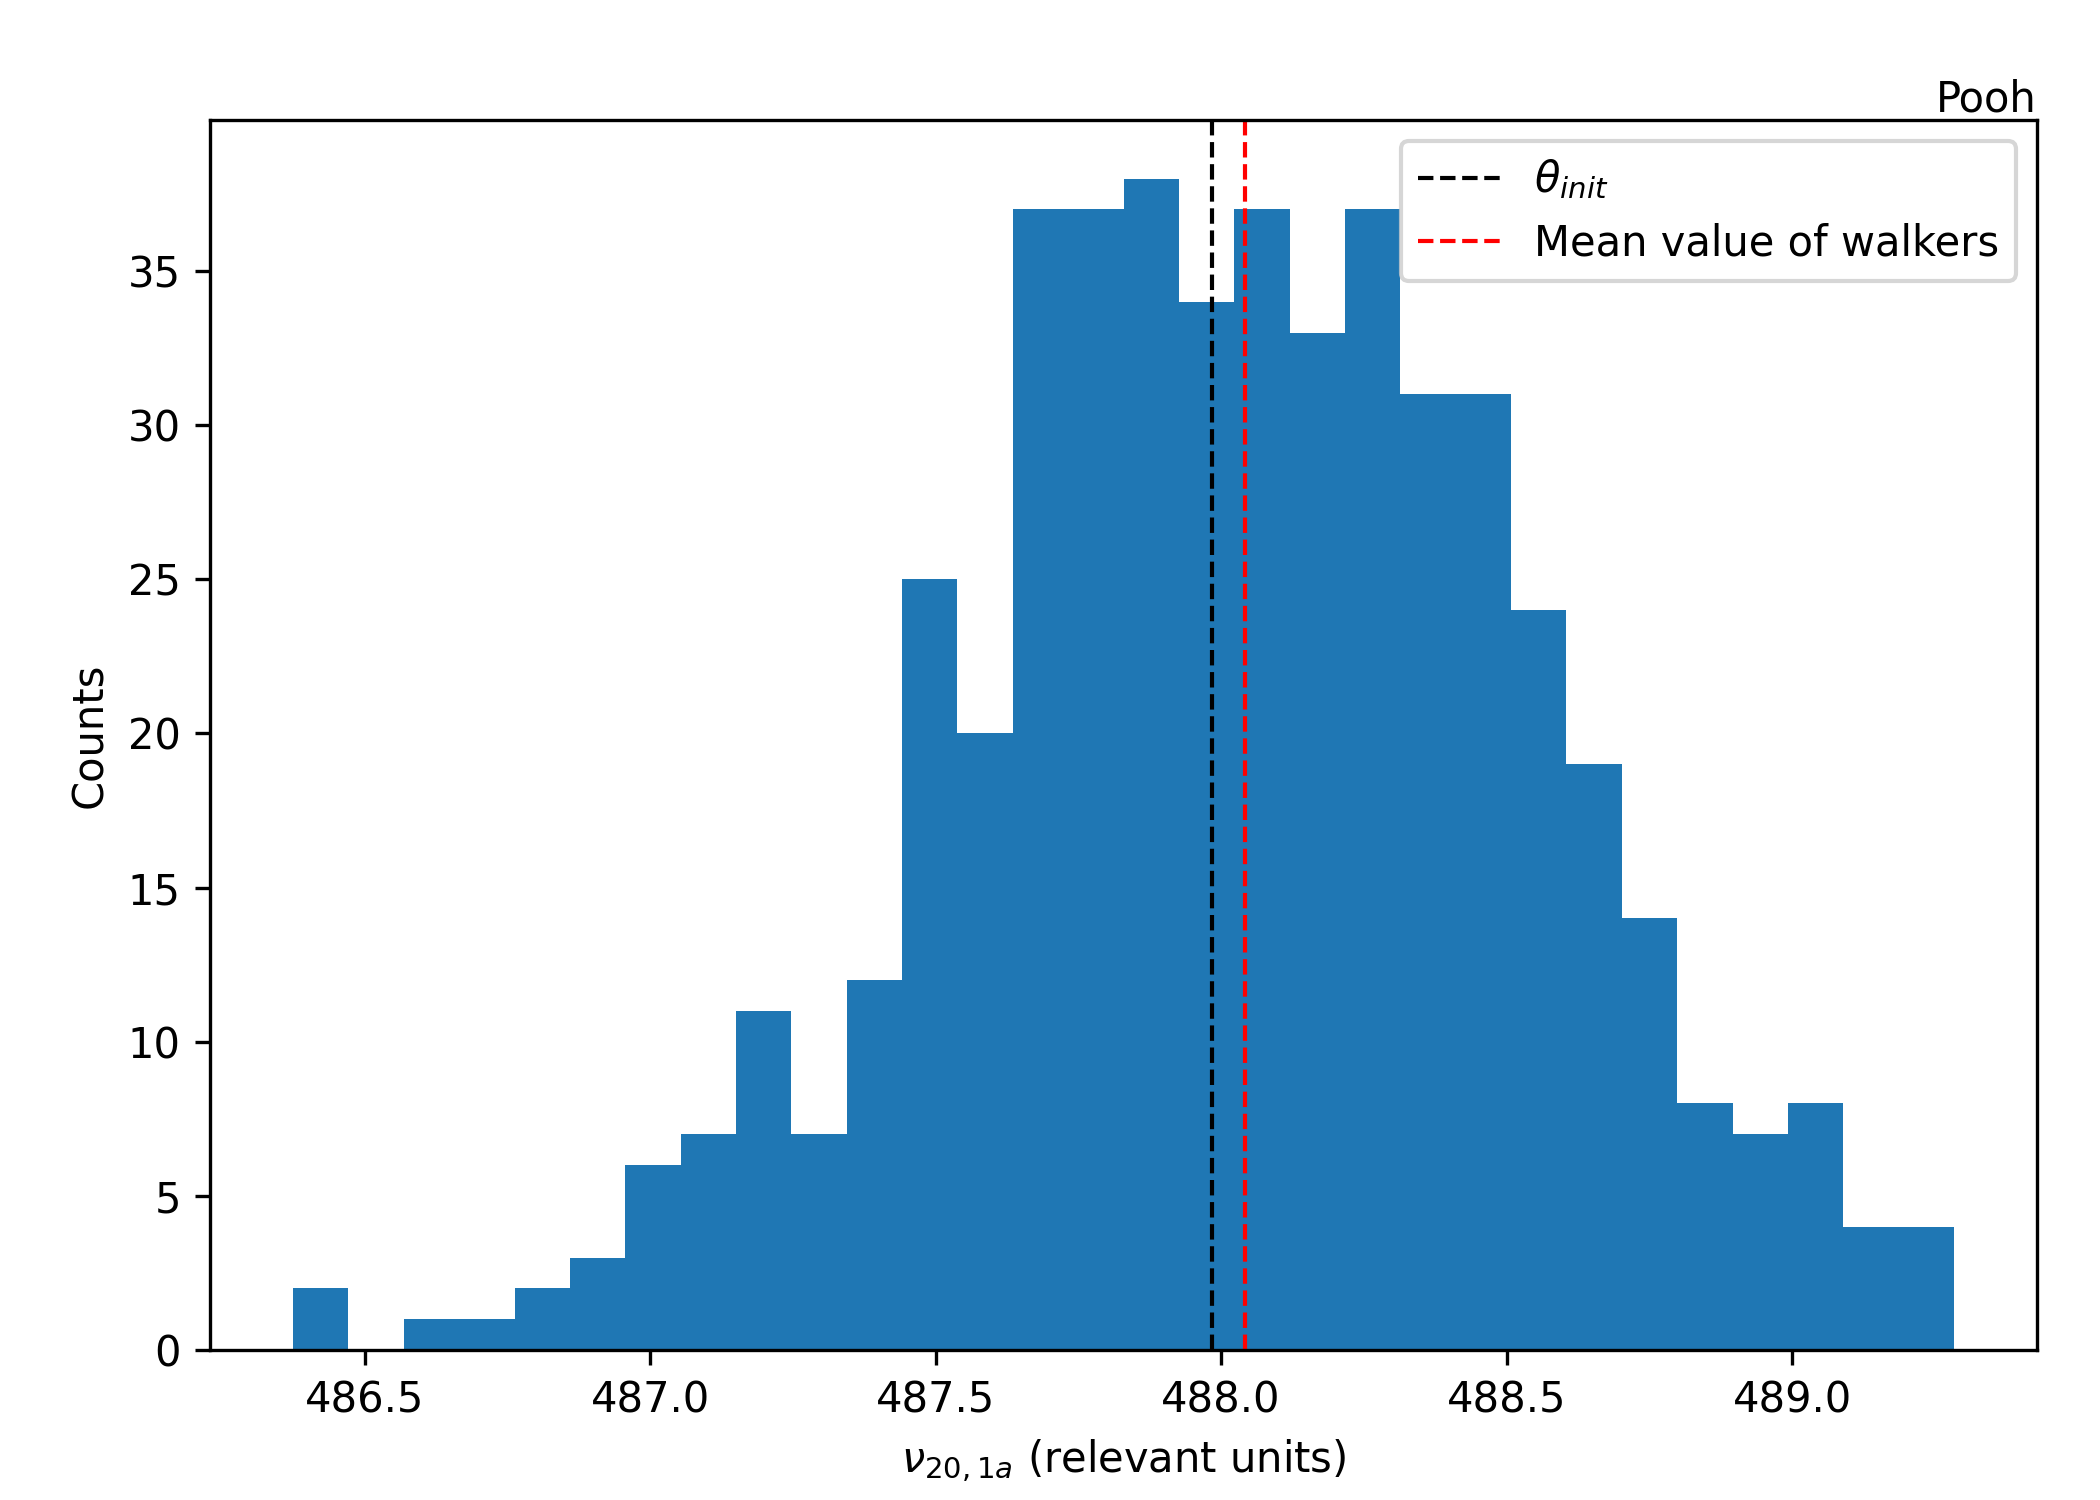 Pooh
θ_init
Mean value of walkers
35
30
25
20
15
10
5
0
Counts
486.5 487.0 487.5 488.0 488.5 489.0
ν_20,1a (relevant units)